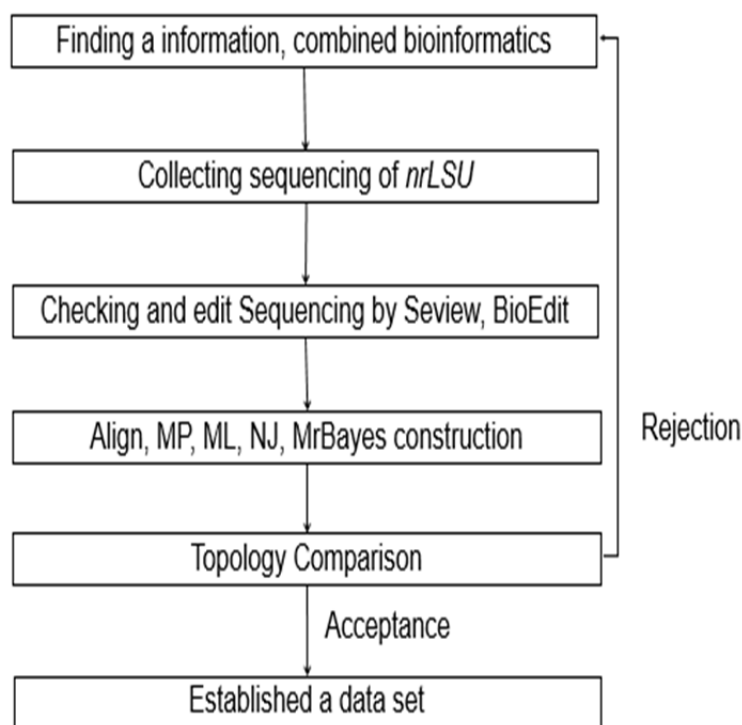 Finding a information, combined bioinformatics
Collecting sequencing of nrLSU
Checking and edit Sequencing by Seview, BioEdit
Align, MP, ML, NJ, MrBayes construction
Rejection
Topology Comparison
Acceptance
Established a data set